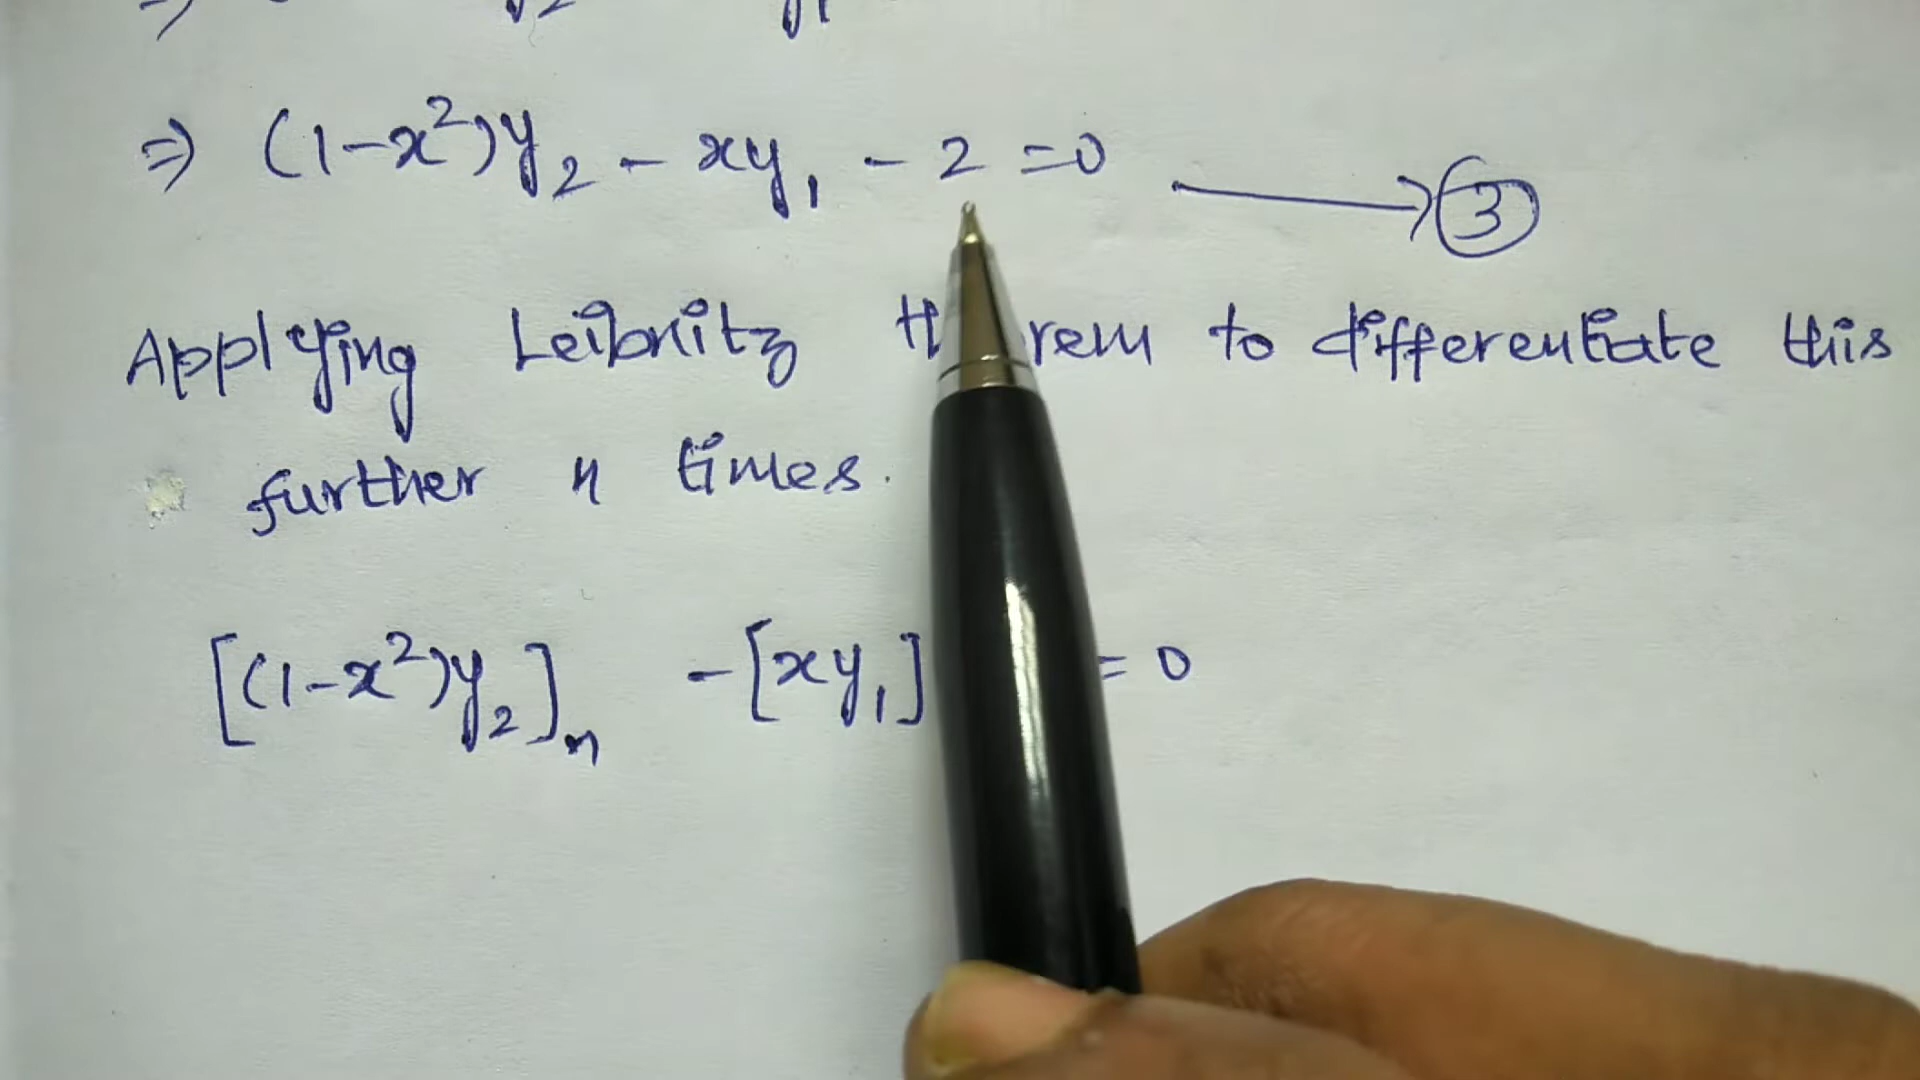 ⇒ (1-x²)y₂ - xy₁ - 2 = 0 → ③
Applying Leibnitz to differentiate this
further n times.
[(1-x²)y₂]ₙ - [xy₁] = 0